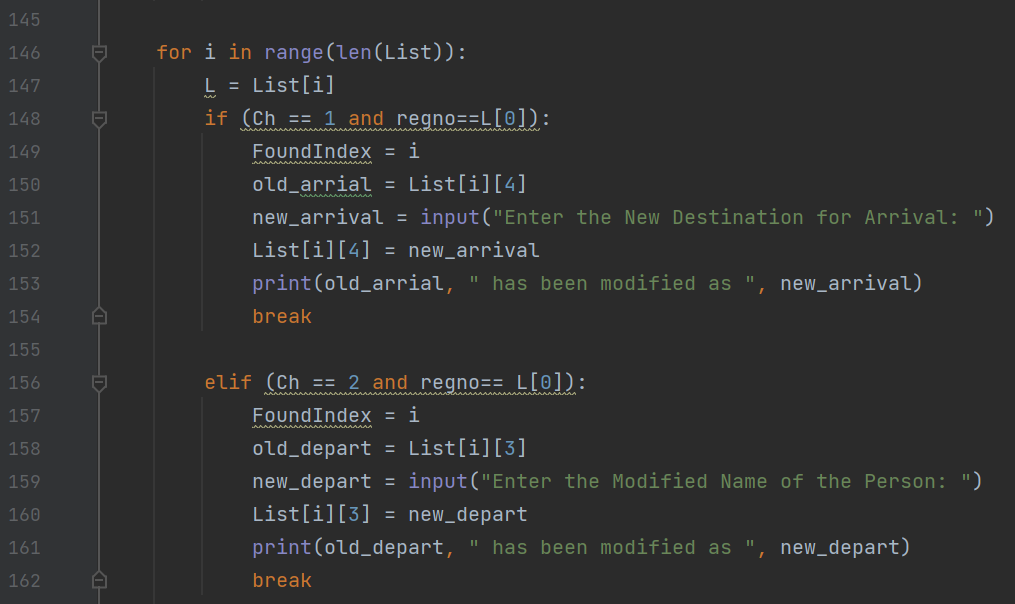 145
146 for i in range(len(List)):
147 L = List[i]
148 if (Ch == 1 and regno==L[0]):
149 FoundIndex = i
150 old_arrial = List[i][4]
151 new_arrival = input("Enter the New Destination for Arrival: ")
152 List[i][4] = new_arrival
153 print(old_arrial, " has been modified as ", new_arrival)
154 break
155
156 elif (Ch == 2 and regno== L[0]):
157 FoundIndex = i
158 old_depart = List[i][3]
159 new_depart = input("Enter the Modified Name of the Person: ")
160 List[i][3] = new_depart
161 print(old_depart, " has been modified as ", new_depart)
162 break